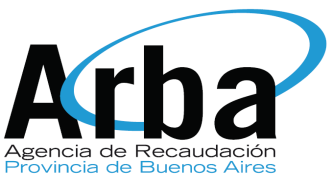 Arba
Agencia de Recaudación
Provincia de Buenos Aires